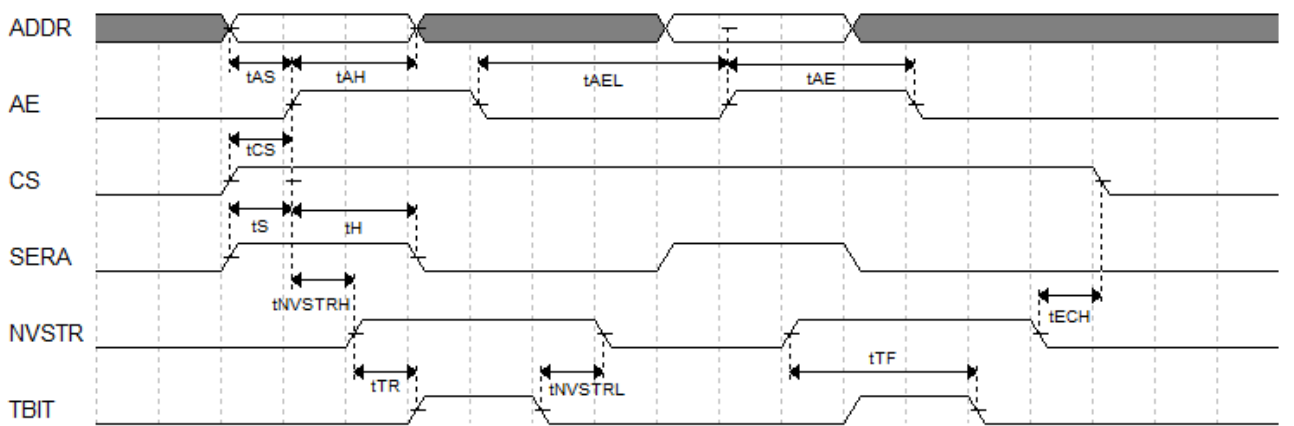 ADDR
tAS tAH tAEL tAE
AE
tCS
CS
tS tH
SERA
tNVSTRH tECH
NVSTR
tTR tNVSTRL tTF
TBIT